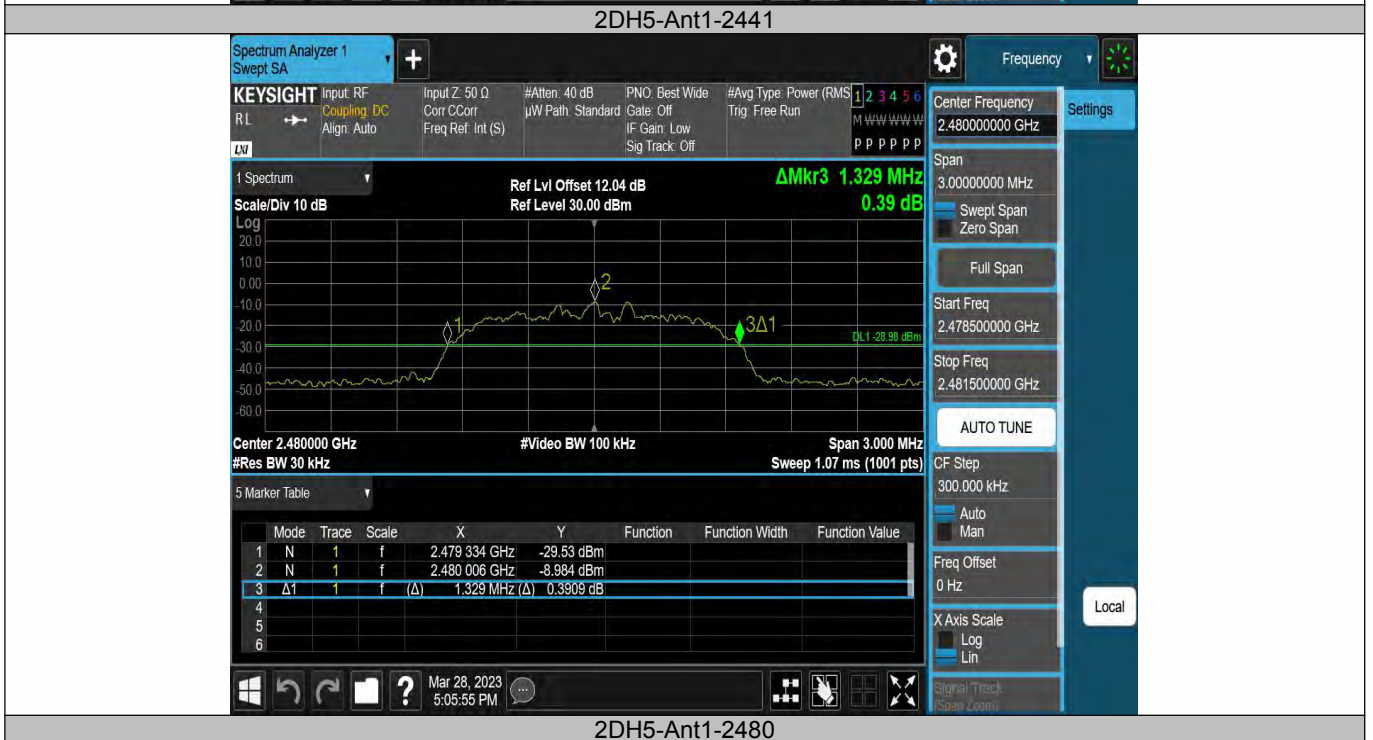 2DH5-Ant1-2441
Spectrum Analyzer 1
Swept SA
+
Frequency
KEYSIGHT
RL
LXI
Input: RF
Coupling: DC
Align: Auto
Input Z: 50 Ω
Corr CCorr
Freq Ref: Int (S)
#Atten: 40 dB
µW Path: Standard
PNO: Best Wide
Gate: Off
IF Gain: Low
Sig Track: Off
#Avg Type: Power (RMS
Trig: Free Run
1 2 3 4 5 6
M W W W W W
P P P P P P
Center Frequency
2.480000000 GHz
Settings
Span
3.00000000 MHz
Swept Span
Zero Span
Full Span
Start Freq
2.478500000 GHz
Stop Freq
2.481500000 GHz
AUTO TUNE
CF Step
300.000 kHz
Auto
Man
Freq Offset
0 Hz
X Axis Scale
Log
Lin
Signal Track
(Span Zoom)
Local
1 Spectrum
Scale/Div 10 dB
Log
Ref Lvl Offset 12.04 dB
Ref Level 30.00 dBm
ΔMkr3 1.329 MHz
0.39 dB
20.0
10.0
0.00
-10.0
-20.0
-30.0
-40.0
-50.0
-60.0
1
2
3Δ1
DL1 -28.98 dBm
Center 2.480000 GHz
#Res BW 30 kHz
#Video BW 100 kHz
Span 3.000 MHz
Sweep 1.07 ms (1001 pts)
5 Marker Table
Mode Trace Scale X Y Function Function Width Function Value
1 N 1 f 2.479 334 GHz -29.53 dBm
2 N 1 f 2.480 006 GHz -8.984 dBm
3 Δ1 1 f (Δ) 1.329 MHz (Δ) 0.3909 dB
4
5
6
?
Mar 28, 2023
5:05:55 PM
2DH5-Ant1-2480